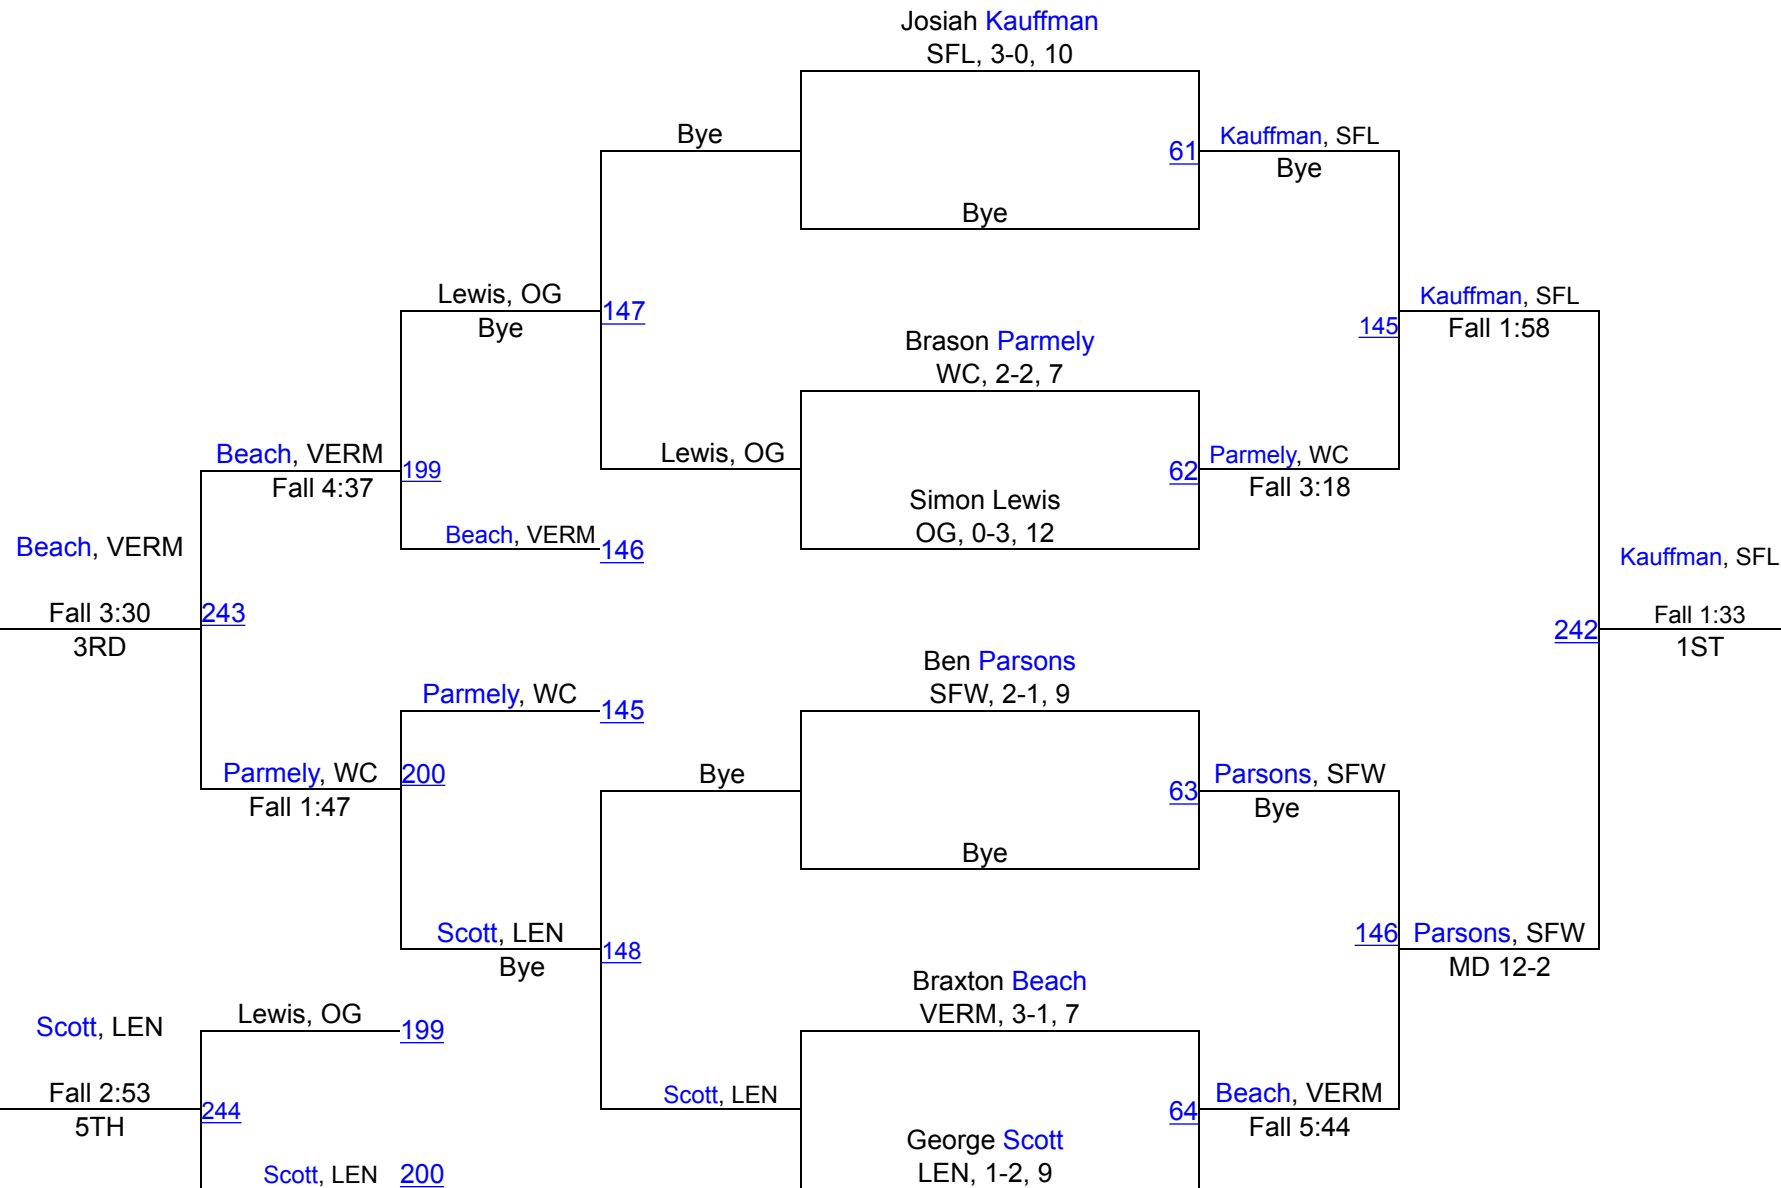 Josiah Kauffman
SFL, 3-0, 10
Bye
61
Kauffman, SFL
Bye
Bye
Lewis, OG
Bye
147
Kauffman, SFL
145
Fall 1:58
Brason Parmely
WC, 2-2, 7
Beach, VERM
199
Fall 4:37
Lewis, OG
62
Parmely, WC
Fall 3:18
Simon Lewis
OG, 0-3, 12
Beach, VERM
146
Beach, VERM
Kauffman, SFL
Fall 3:30
243
3RD
242
Fall 1:33
1ST
Ben Parsons
SFW, 2-1, 9
Parmely, WC
145
Parmely, WC
200
Fall 1:47
Bye
63
Parsons, SFW
Bye
Bye
Scott, LEN
Bye
148
146
Parsons, SFW
MD 12-2
Braxton Beach
VERM, 3-1, 7
Scott, LEN
Lewis, OG
199
Fall 2:53
244
5TH
Scott, LEN
64
Beach, VERM
Fall 5:44
George Scott
LEN, 1-2, 9
Scott, LEN
200